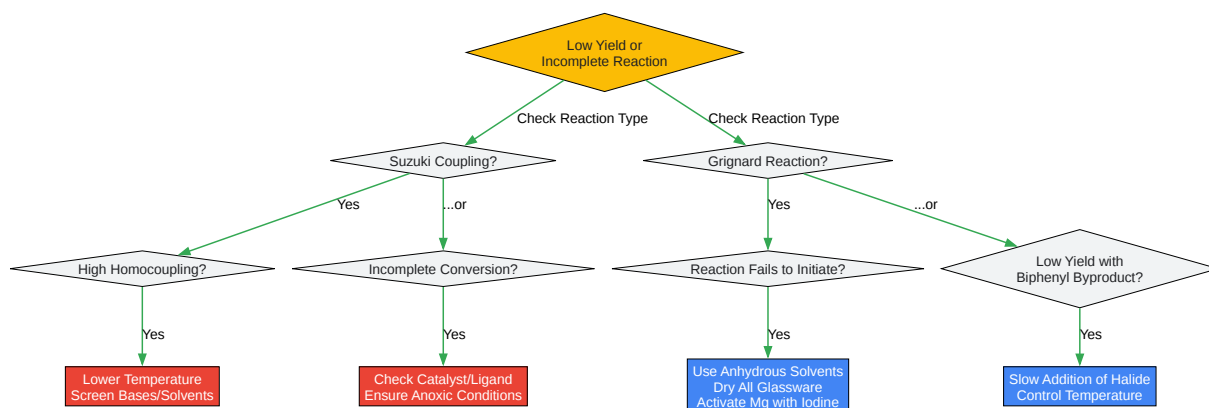 Low Yield or
Incomplete Reaction
Check Reaction Type
Check Reaction Type
Suzuki Coupling?
Grignard Reaction?
Yes
...or
Yes
...or
High Homocoupling?
Incomplete Conversion?
Reaction Fails to Initiate?
Low Yield with
Biphenyl Byproduct?
Yes
Yes
Yes
Yes
Lower Temperature
Screen Bases/Solvents
Check Catalyst/Ligand
Ensure Anoxic Conditions
Use Anhydrous Solvents
Dry All Glassware
Activate Mg with Iodine
Slow Addition of Halide
Control Temperature